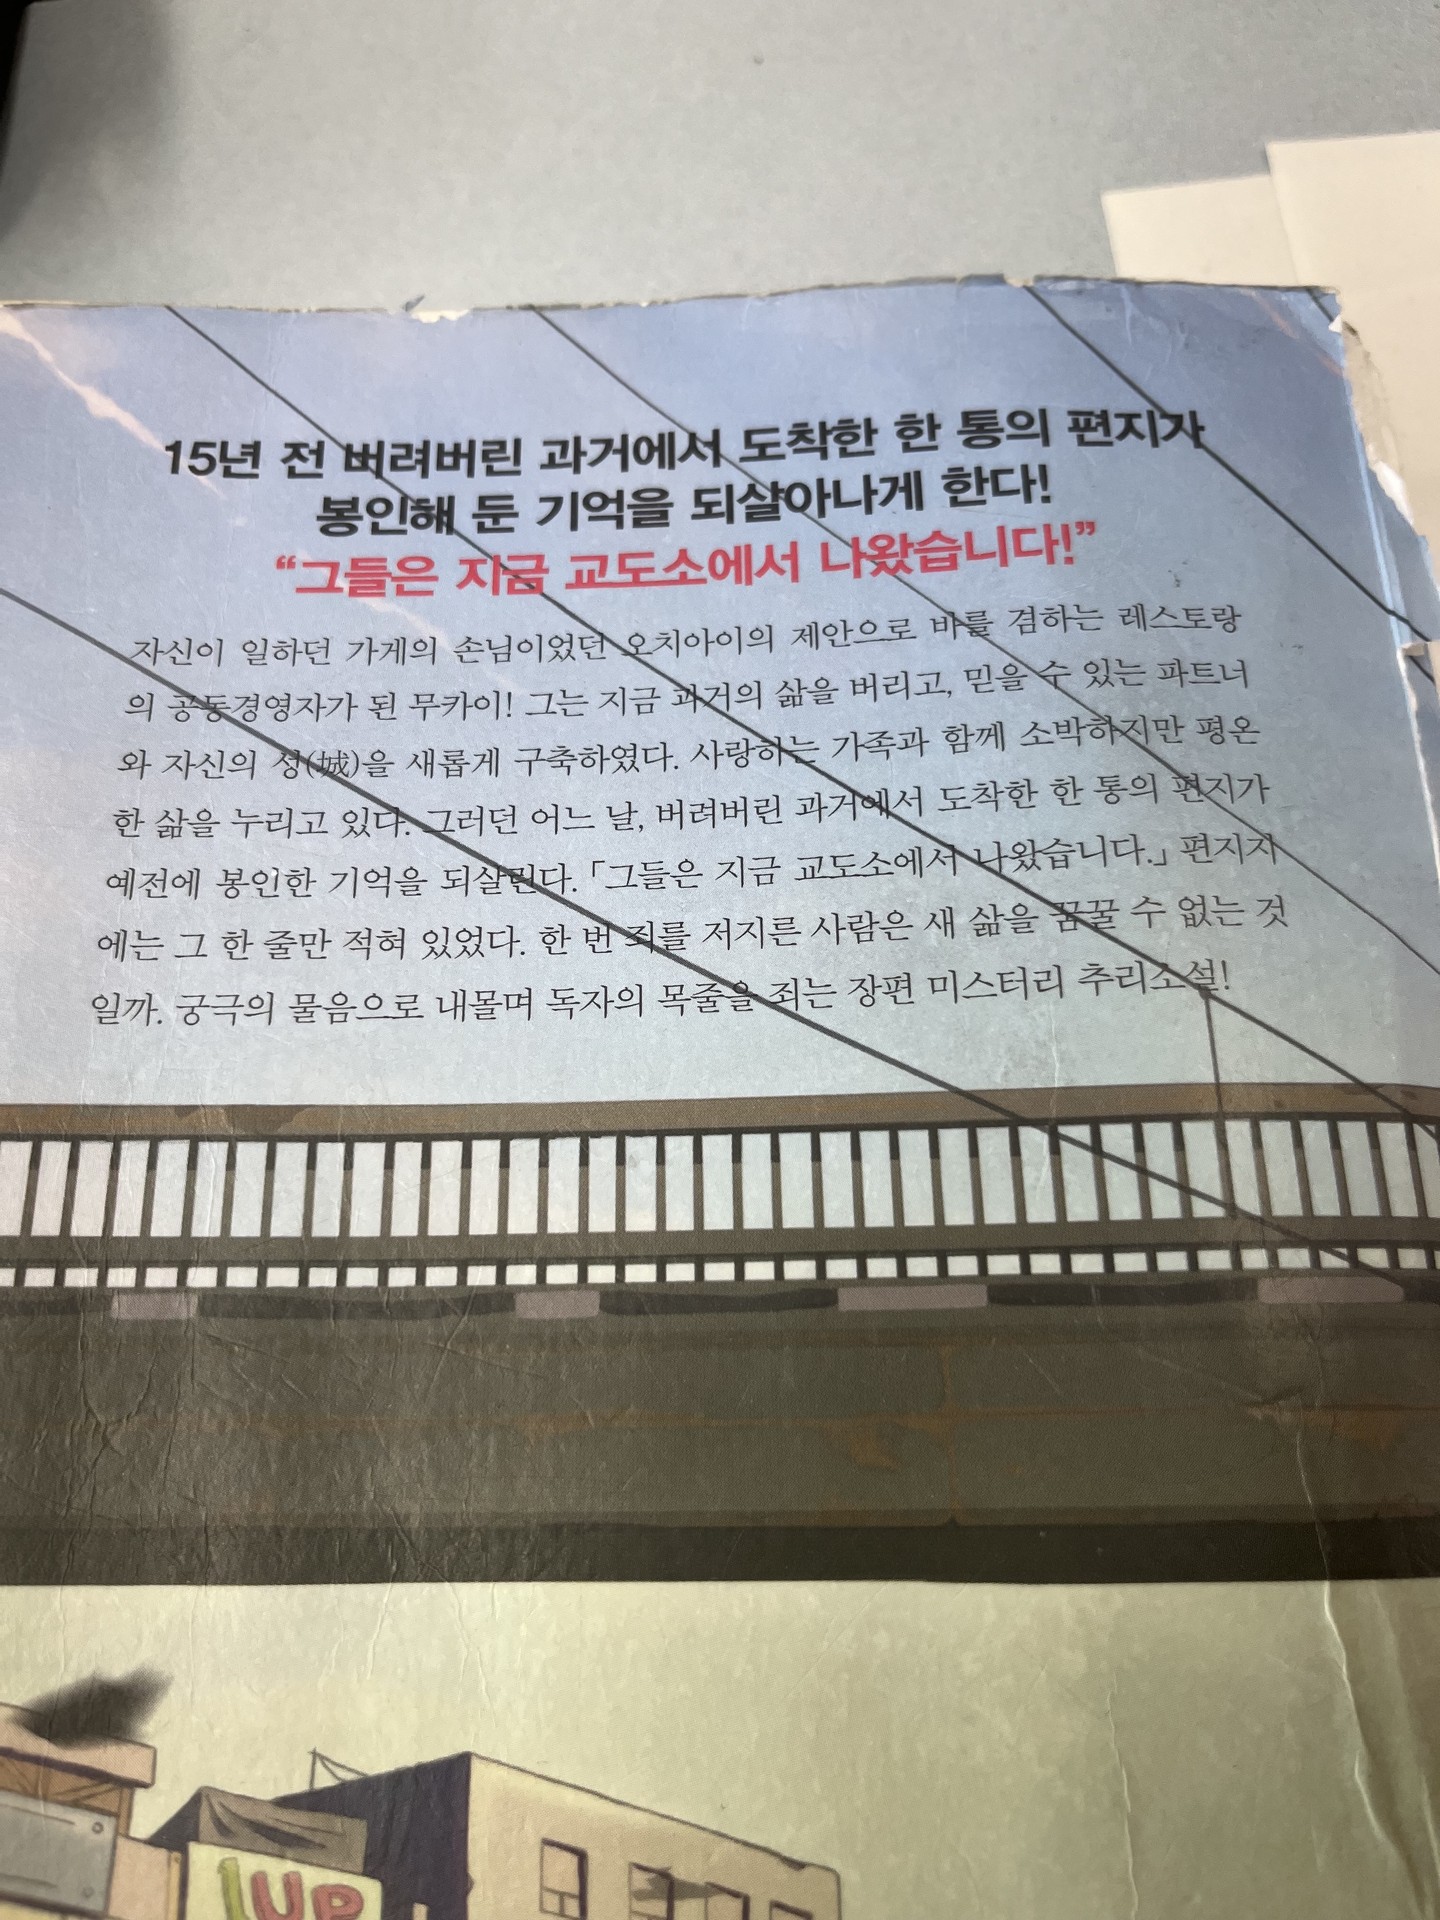 15년 전 버려버린 과거에서 도착한 한 통의 편지가
봉인해 둔 기억을 되살아나게 한다!
“그들은 지금 교도소에서 나왔습니다!”
자신이 일하던 가게의 손님이었던 오치아이의 제안으로 바를 겸하는 레스토랑
의 공동경영자가 된 무카이! 그는 지금 과거의 삶을 버리고, 믿을 수 있는 파트너
와 자신의 성(城)을 새롭게 구축하였다. 사랑하는 가족과 함께 소박하지만 평온
한 삶을 누리고 있다. 그러던 어느 날, 버려버린 과거에서 도착한 한 통의 편지가
예전에 봉인한 기억을 되살린다. 「그들은 지금 교도소에서 나왔습니다.」 편지지
에는 그 한 줄만 적혀 있었다. 한 번 죄를 저지른 사람은 새 삶을 꿈꿀 수 없는 것
일까. 궁극의 물음으로 내몰며 독자의 목줄을 죄는 장편 미스터리 추리소설!
1UP